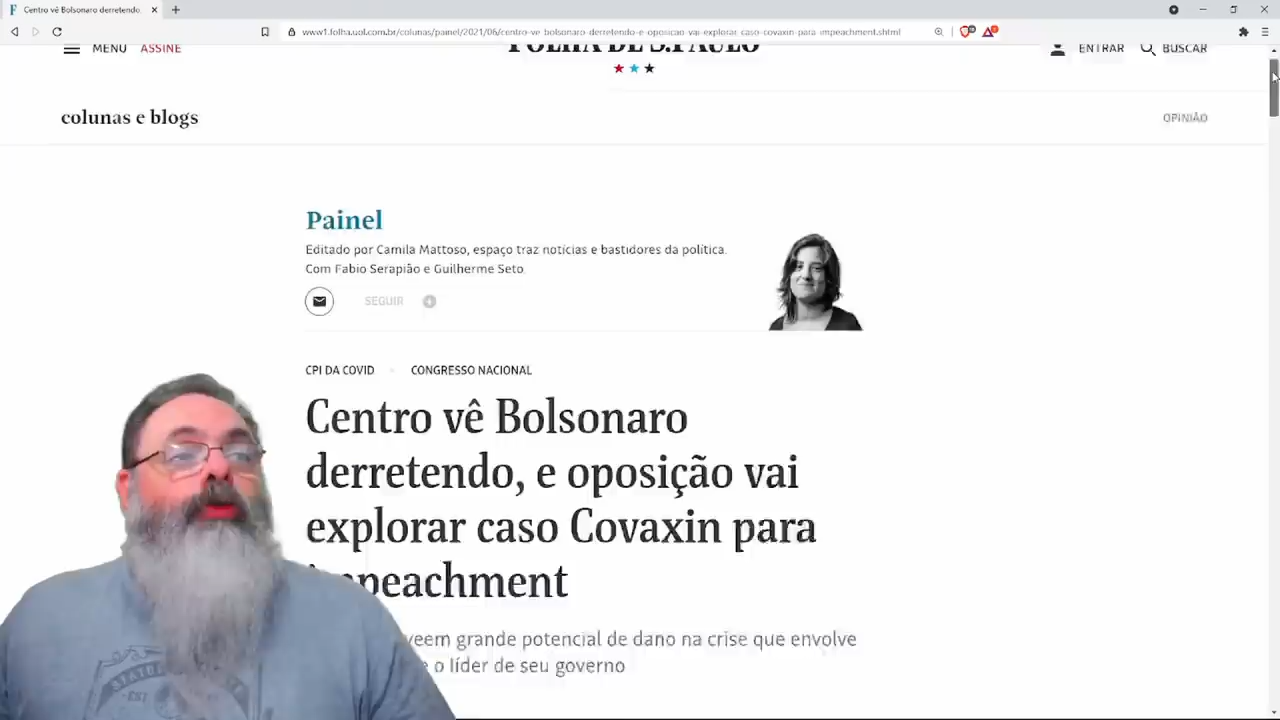 Centro vê Bolsonaro derretendo,
www1.folha.uol.com.br/colunas/painel/2021/06/centro-ve-bolsonaro-derretendo-e-oposicao-vai-explorar-caso-covaxin-para-impeachment.shtml
MENU ASSINE
FOLHA DE S.PAULO
ENTRAR BUSCAR
colunas e blogs
OPINIÃO
Painel
Editado por Camila Mattoso, espaço traz notícias e bastidores da política.
Com Fabio Serapião e Guilherme Seto
SEGUIR
CPI DA COVID
CONGRESSO NACIONAL
Centro vê Bolsonaro
derretendo, e oposição vai
explorar caso Covaxin para
impeachment
veem grande potencial de dano na crise que envolve
e o líder de seu governo